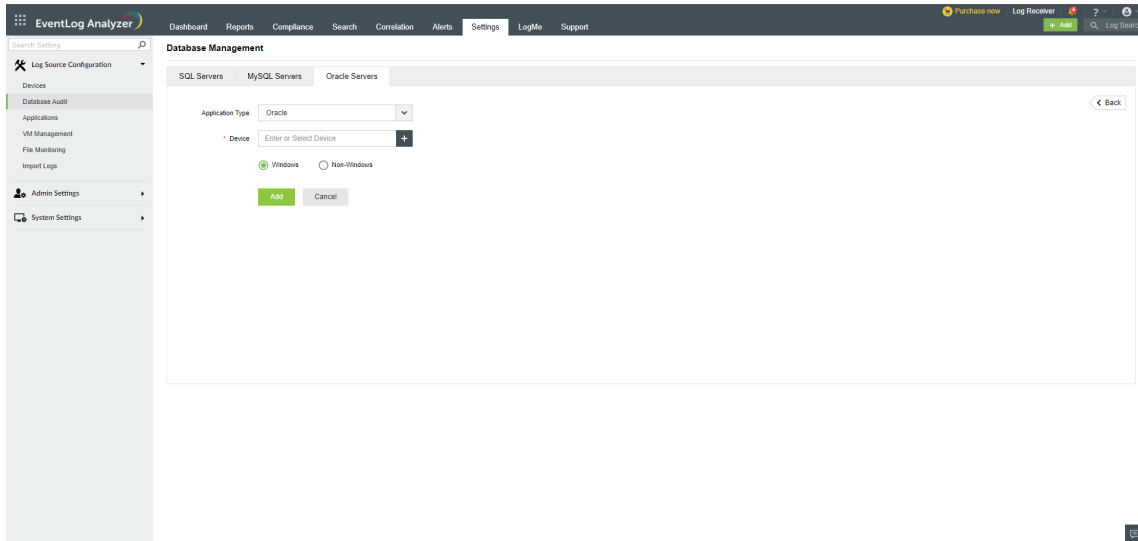 Purchase now Log Receiver ?
EventLog Analyzer
Dashboard Reports Compliance Search Correlation Alerts Settings LogMe Support
+ Add Log Searc
Search Setting
Database Management
Log Source Configuration
SQL Servers MySQL Servers Oracle Servers
Devices
Database Audit
Applications
VM Management
File Monitoring
Import Logs
Admin Settings
System Settings
Back
Application Type Oracle
* Device Enter or Select Device +
Windows Non-Windows
Add Cancel